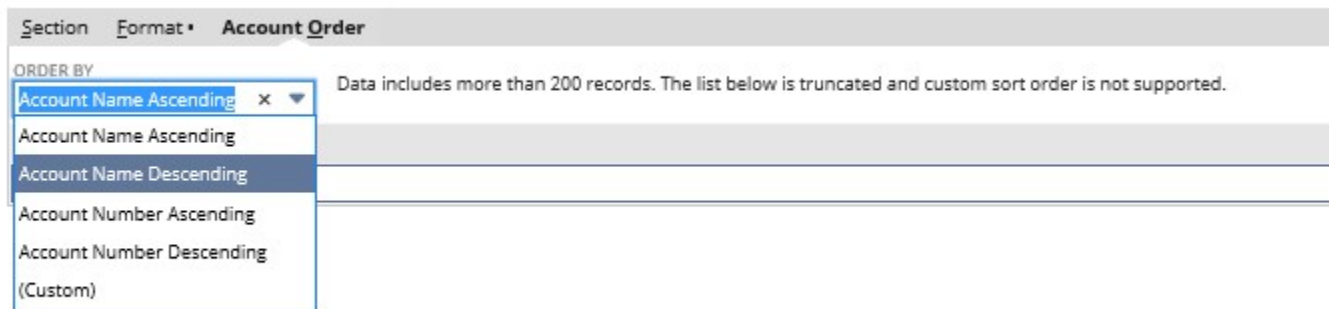 Section Format • Account Order
ORDER BY
Account Name Ascending ×
Data includes more than 200 records. The list below is truncated and custom sort order is not supported.
Account Name Ascending
Account Name Descending
Account Number Ascending
Account Number Descending
(Custom)